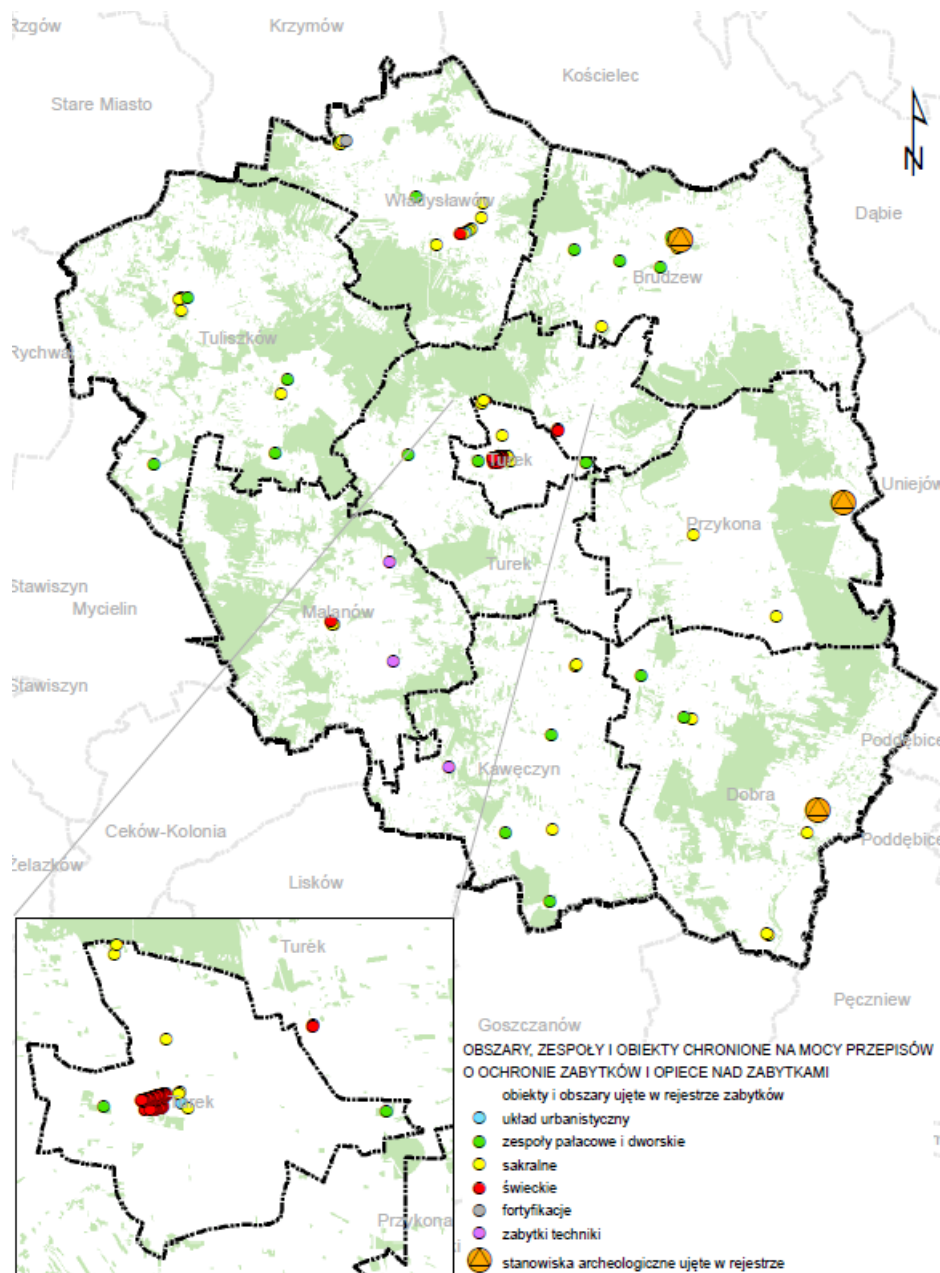 Rzgów
Krzymów
Kościelec
Stare Miasto
N
Władysławów
Dąbie
Brudzew
Tuliszków
Rychwa
Turek
Uniejów
Przykona
Turek
Stawiszyn
Mycielin
Malanów
Stawiszyn
Poddębice
Kawęczyn
Dobra
Ceków-Kolonia
Poddębice
Żelazków
Lisków
Turek
Pęczniew
Goszczanów
OBSZARY, ZESPOŁY I OBIEKTY CHRONIONE NA MOCY PRZEPISÓW
O OCHRONIE ZABYTKÓW I OPIECE NAD ZABYTKAMI
obiekty i obszary ujęte w rejestrze zabytków
układ urbanistyczny
zespoły pałacowe i dworskie
sakralne
świeckie
fortyfikacje
zabytki techniki
stanowiska archeologiczne ujęte w rejestrze
Turek
Przykona